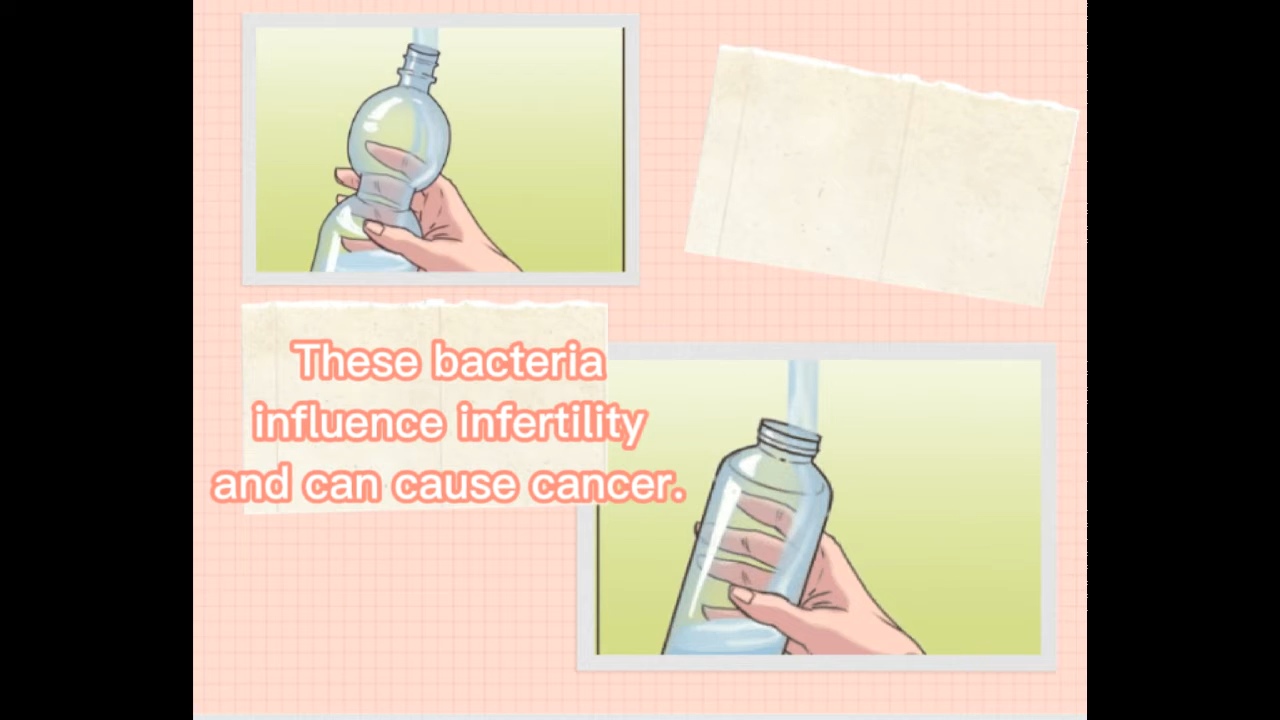 These bacteria
influence infertility
and can cause cancer.